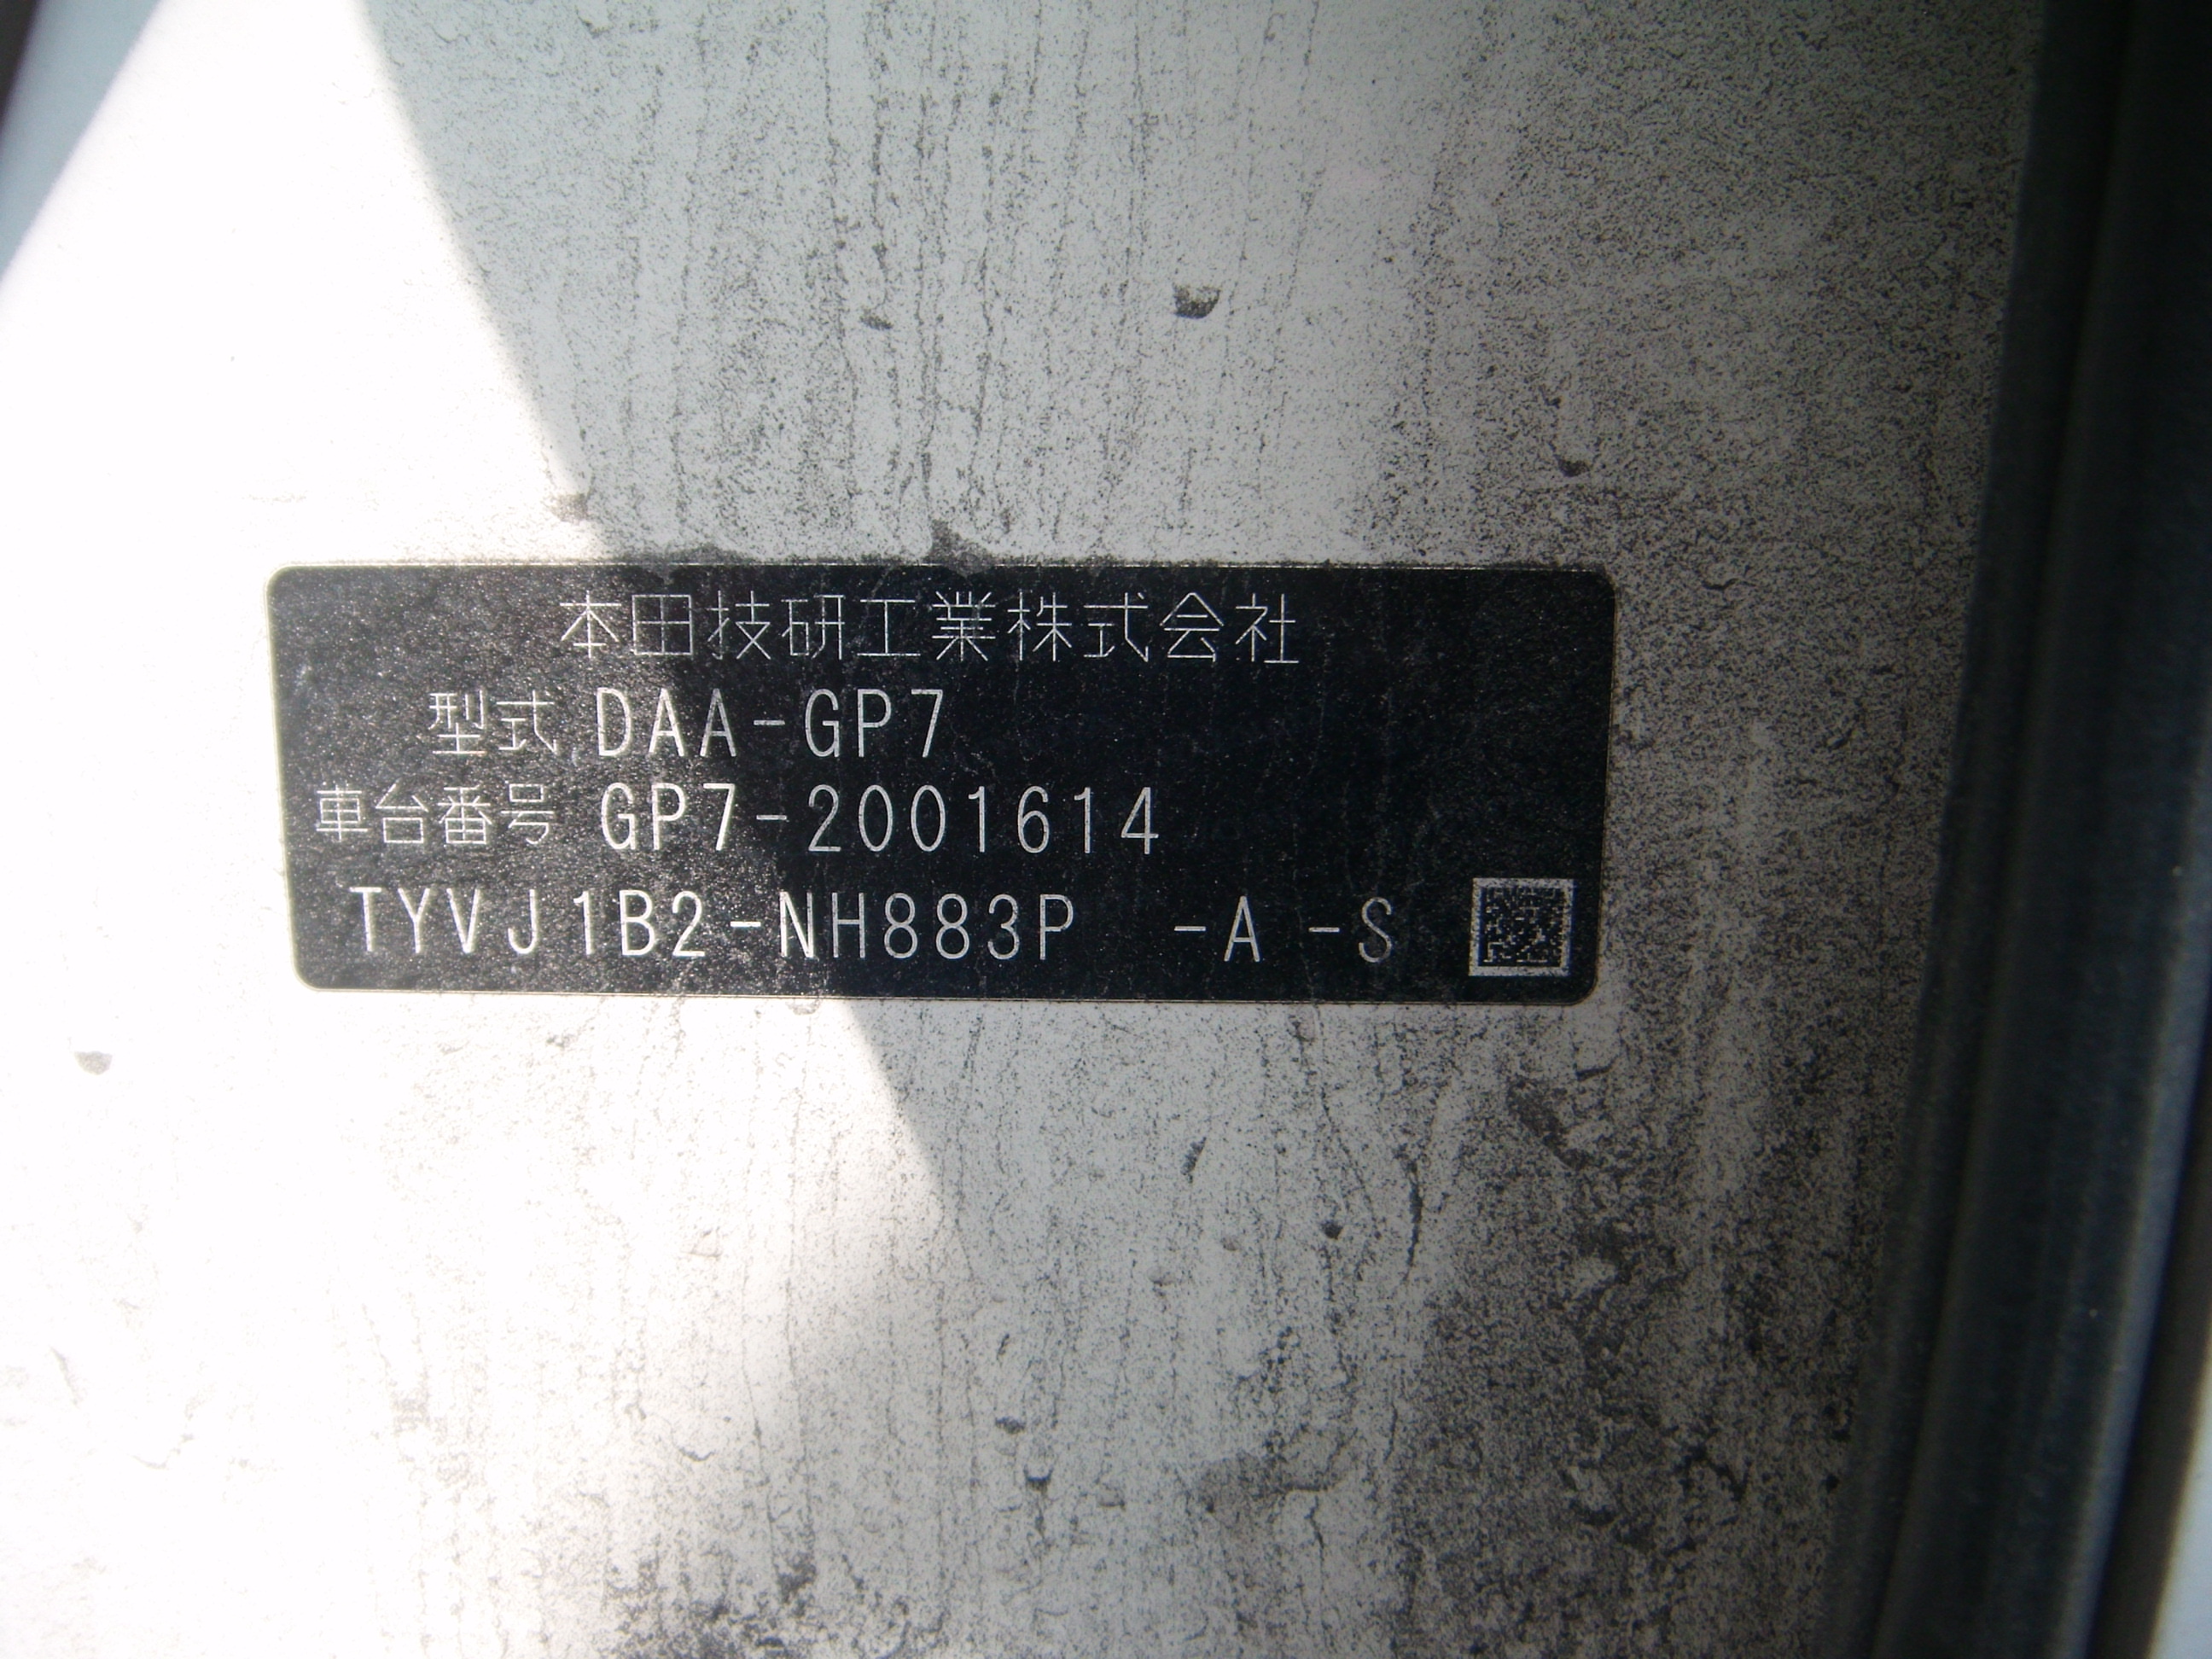 本田技研工業株式会社
型式 DAA-GP7
車台番号 GP7-2001614
TYVJ1B2-NH883P -A -S